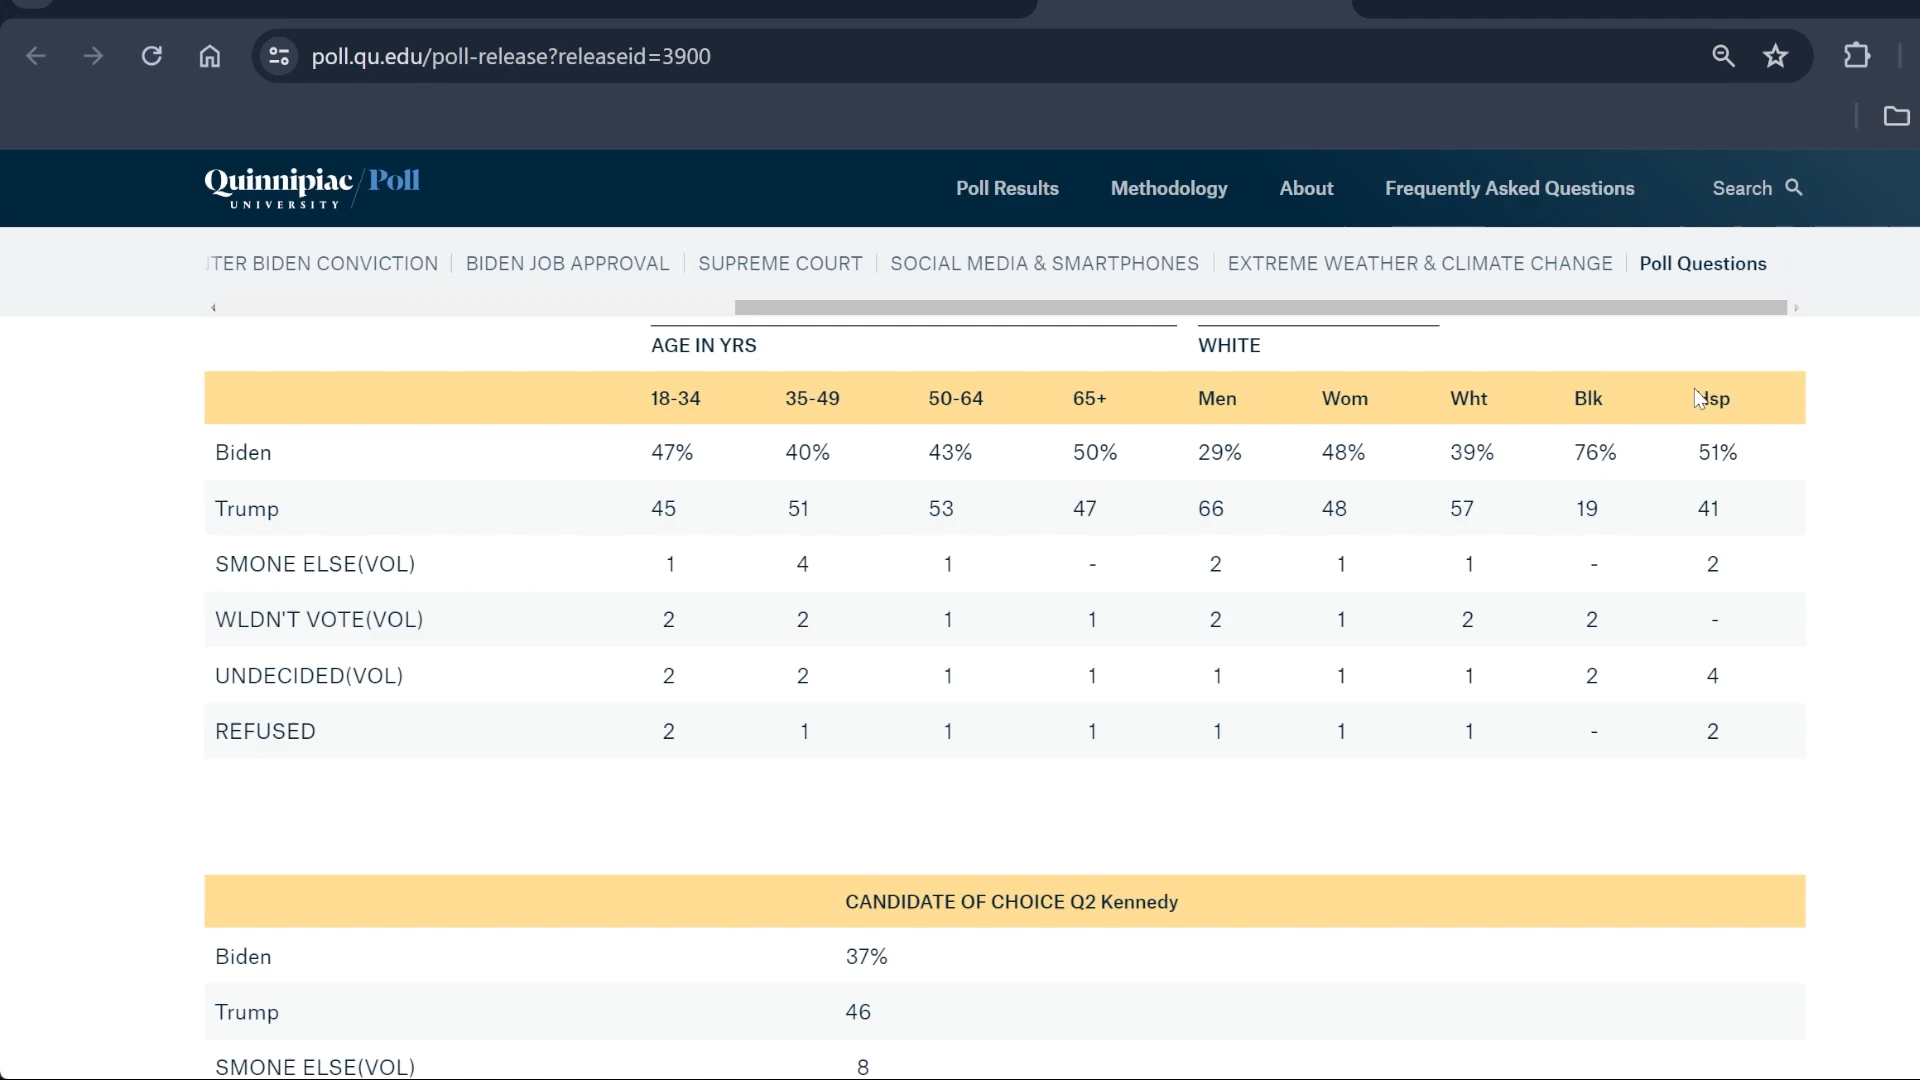 poll.qu.edu/poll-release?releaseid=3900
Quinnipiac / Poll
UNIVERSITY
Poll Results Methodology About Frequently Asked Questions Search
TER BIDEN CONVICTION | BIDEN JOB APPROVAL | SUPREME COURT | SOCIAL MEDIA & SMARTPHONES | EXTREME WEATHER & CLIMATE CHANGE | Poll Questions
AGE IN YRS WHITE
18-34 35-49 50-64 65+ Men Wom Wht Blk
Biden 47% 40% 43% 50% 29% 48% 39% 76% 51%
Trump 45 51 53 47 66 48 57 19 41
SMONE ELSE(VOL) 1 4 1 - 2 1 1 - 2
WLDN'T VOTE(VOL) 2 2 1 1 2 1 2 2 -
UNDECIDED(VOL) 2 2 1 1 1 1 1 2 4
REFUSED 2 1 1 1 1 1 1 - 2
CANDIDATE OF CHOICE Q2 Kennedy
Biden 37%
Trump 46
SMONE ELSE(VOL) 8